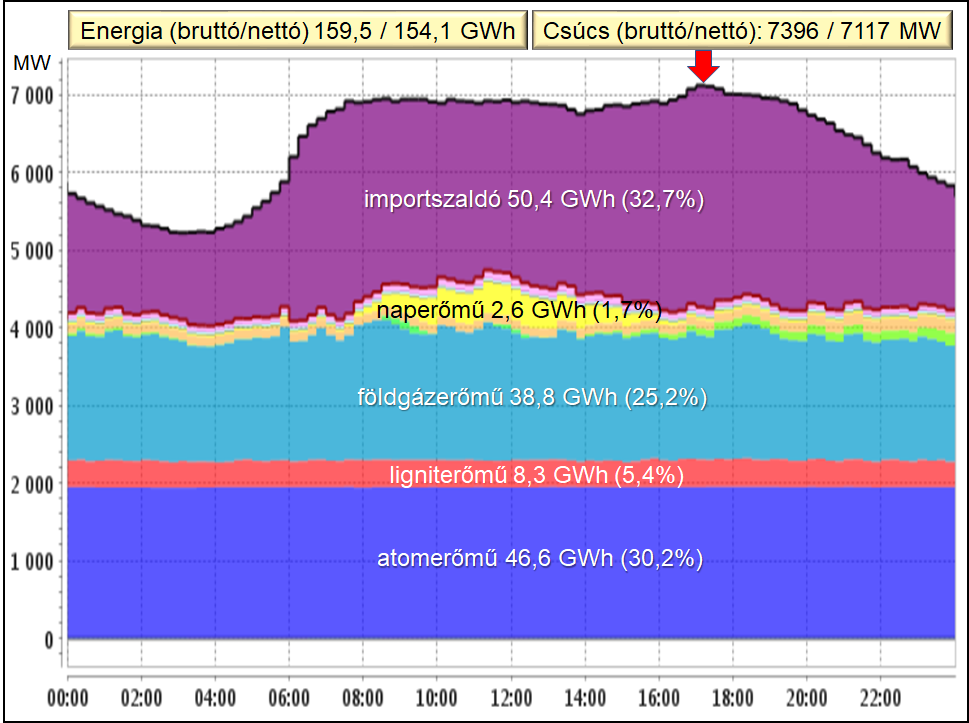 Energia (bruttó/nettó) 159,5 / 154,1 GWh
Csúcs (bruttó/nettó): 7396 / 7117 MW
MW
7 000
6 000
5 000
4 000
3 000
2 000
1 000
0
importszaldó 50,4 GWh (32,7%)
naperőmű 2,6 GWh (1,7%)
földgázerőmű 38,8 GWh (25,2%)
ligniterőmű 8,3 GWh (5,4%)
atomerőmű 46,6 GWh (30,2%)
00:00 02:00 04:00 06:00 08:00 10:00 12:00 14:00 16:00 18:00 20:00 22:00